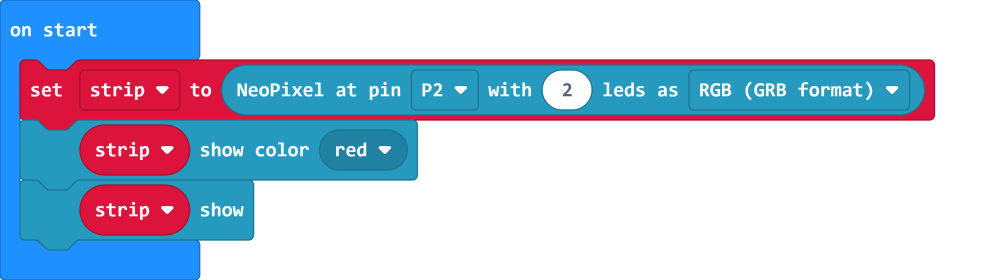 on start
set strip to NeoPixel at pin P2 with 2 leds as RGB (GRB format)
strip show color red
strip show